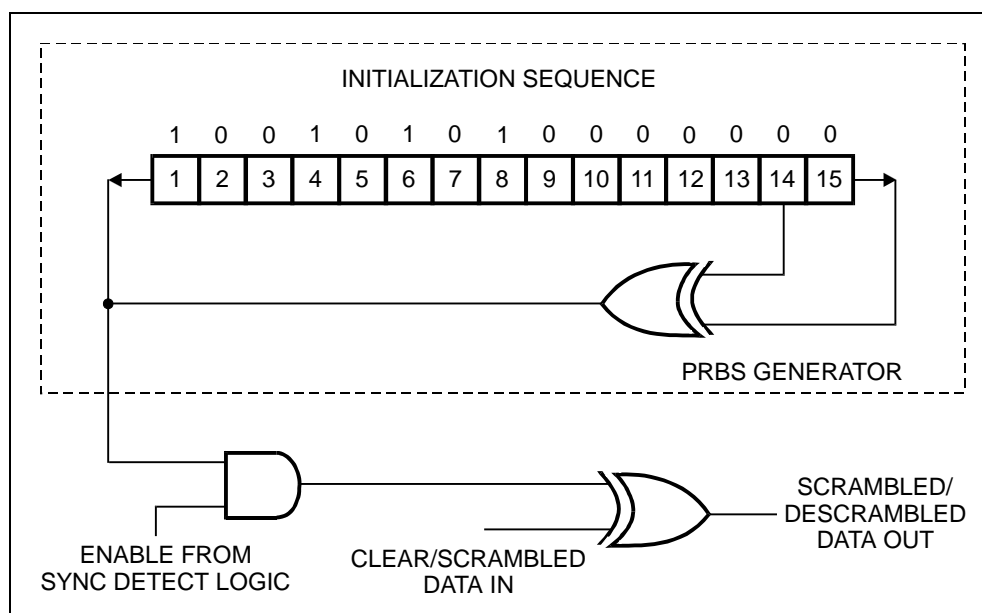 INITIALIZATION SEQUENCE
1 0 0 1 0 1 0 1 0 0 0 0 0 0 0
1 2 3 4 5 6 7 8 9 10 11 12 13 14 15
PRBS GENERATOR
ENABLE FROM
SYNC DETECT LOGIC
CLEAR/SCRAMBLED
DATA IN
SCRAMBLED/
DESCRAMBLED
DATA OUT